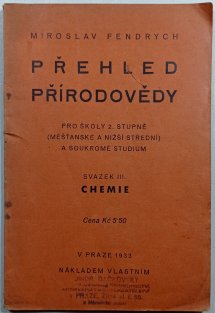 MIROSLAV FENDRYCH
PŘEHLED
PŘÍRODOVĚDY
PRO ŠKOLY 2. STUPNĚ
(MĚŠŤANSKÉ A NIŽŠÍ STŘEDNÍ)
A SOUKROMÉ STUDIUM
SVAZEK III.
CHEMIE
Cena Kč 5·50
V PRAZE 1933
NÁKLADEM VLASTNÍM
PRAZE,